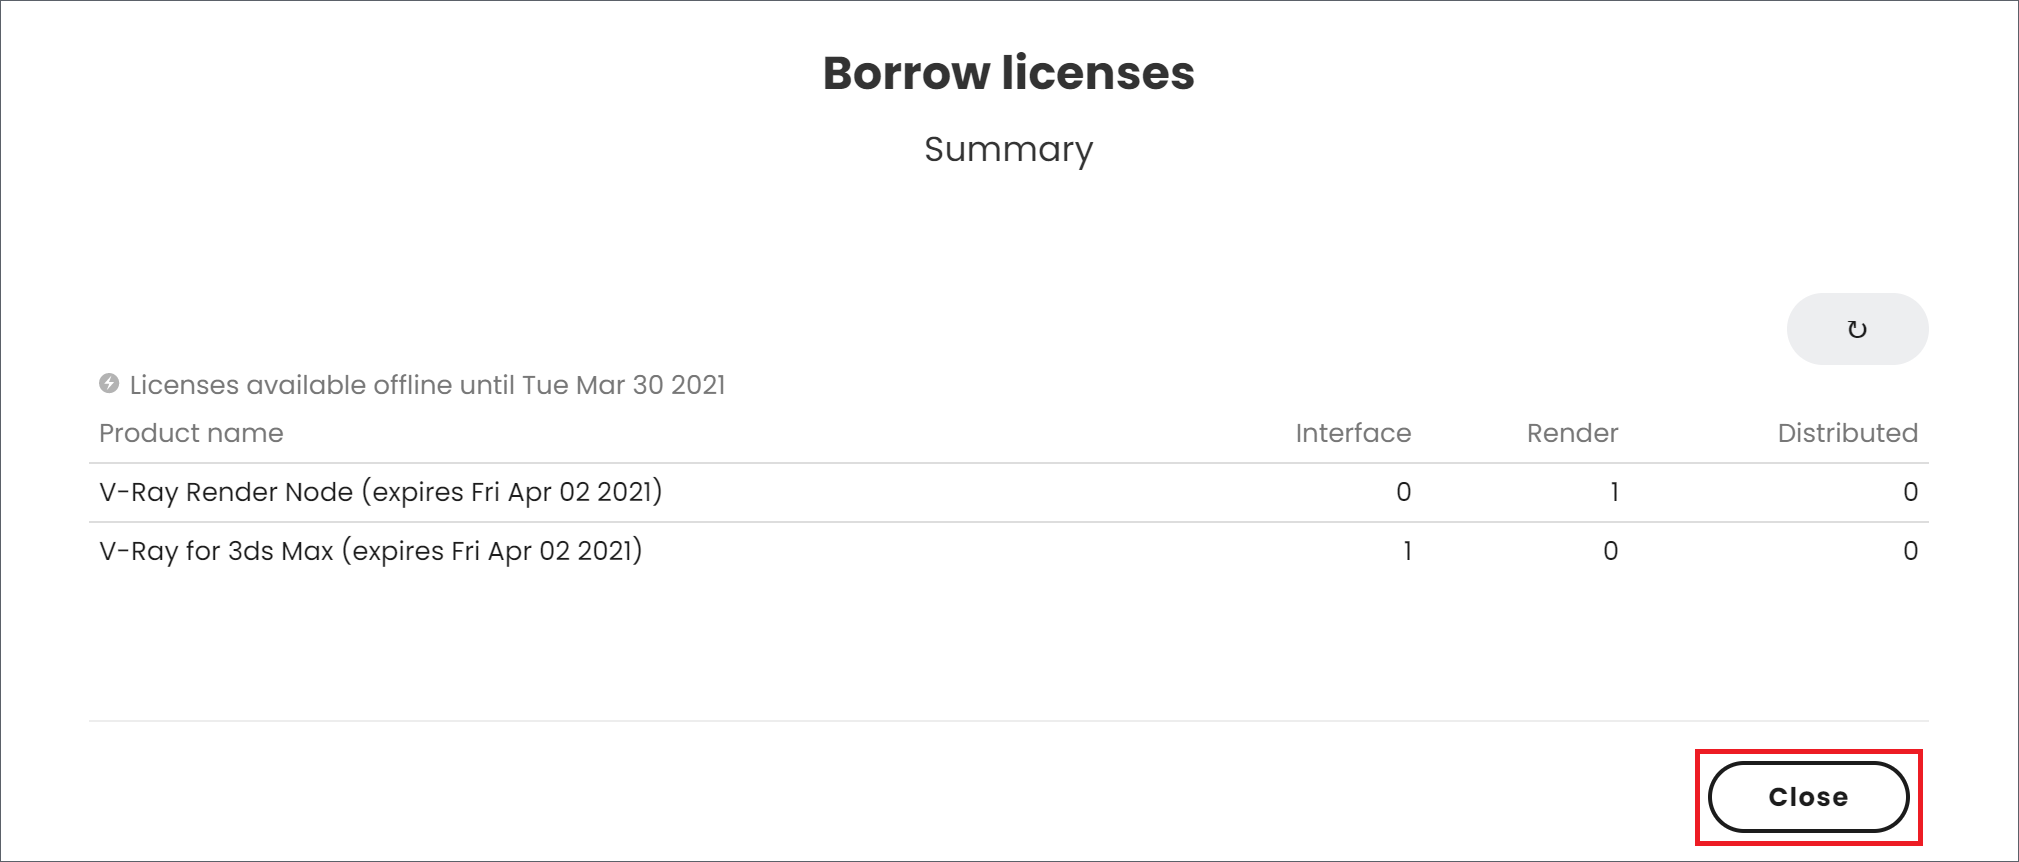 Borrow licenses
Summary
Licenses available offline until Tue Mar 30 2021
Product name Interface Render Distributed
V-Ray Render Node (expires Fri Apr 02 2021) 0 1 0
V-Ray for 3ds Max (expires Fri Apr 02 2021) 1 0 0
Close